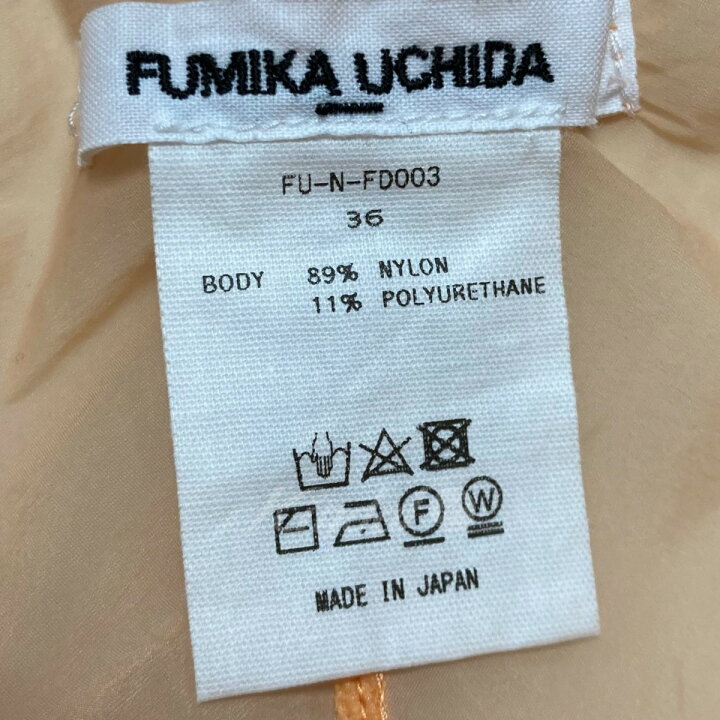 FUMIKA UCHIDA
FU-N-FD003
36
BODY 89% NYLON
11% POLYURETHANE
F W
MADE IN JAPAN